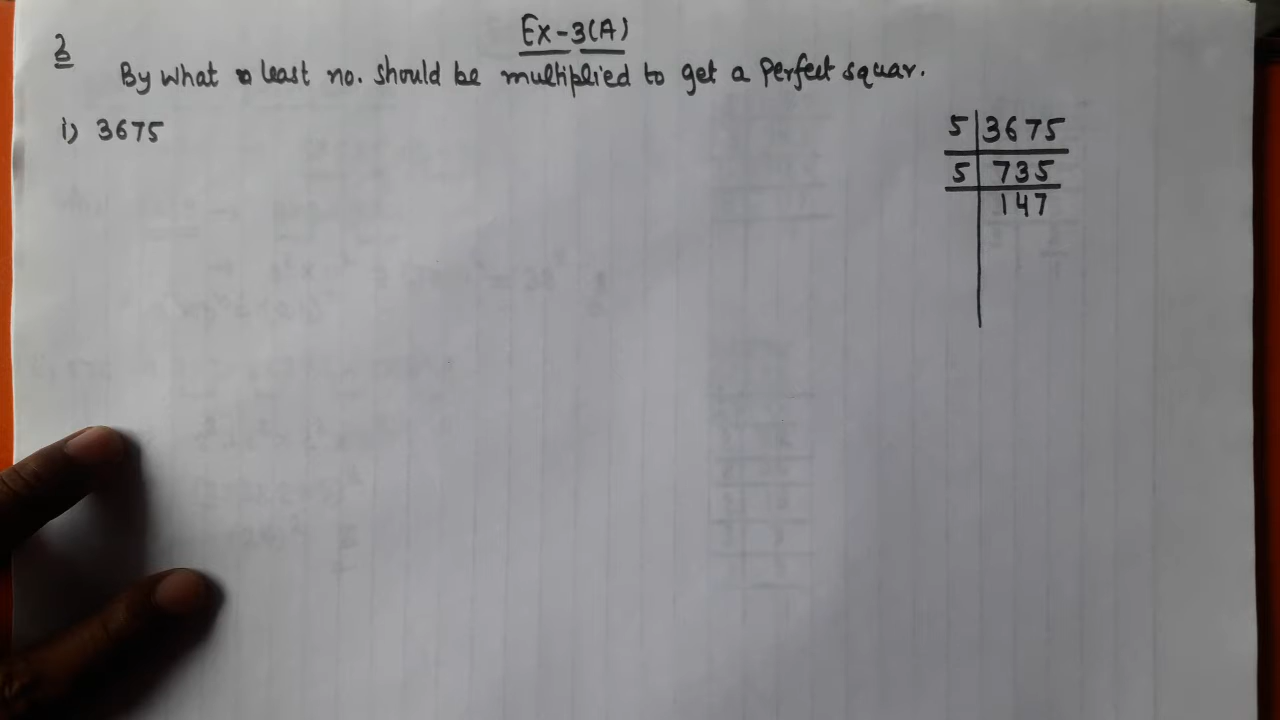 Ex-3(A)
2
By what least no. should be multiplied to get a perfect squar.
i) 3675
5 | 3675
5 | 735
147